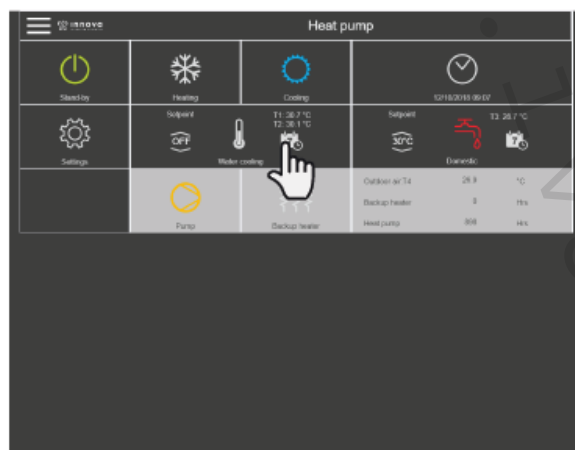 innova
Heat pump
Stand-by
Heating
Cooling
12/10/2018 09:07
Settings
Setpoint
OFF
T1: 30.7 °C
T2: 30.1 °C
Water cooling
Setpoint
30°C
T3: 28.7 °C
Domestic
Pump
Backup heater
Outdoor air T4 26.9 °C
Backup heater 0 Hrs
Heat pump 898 Hrs